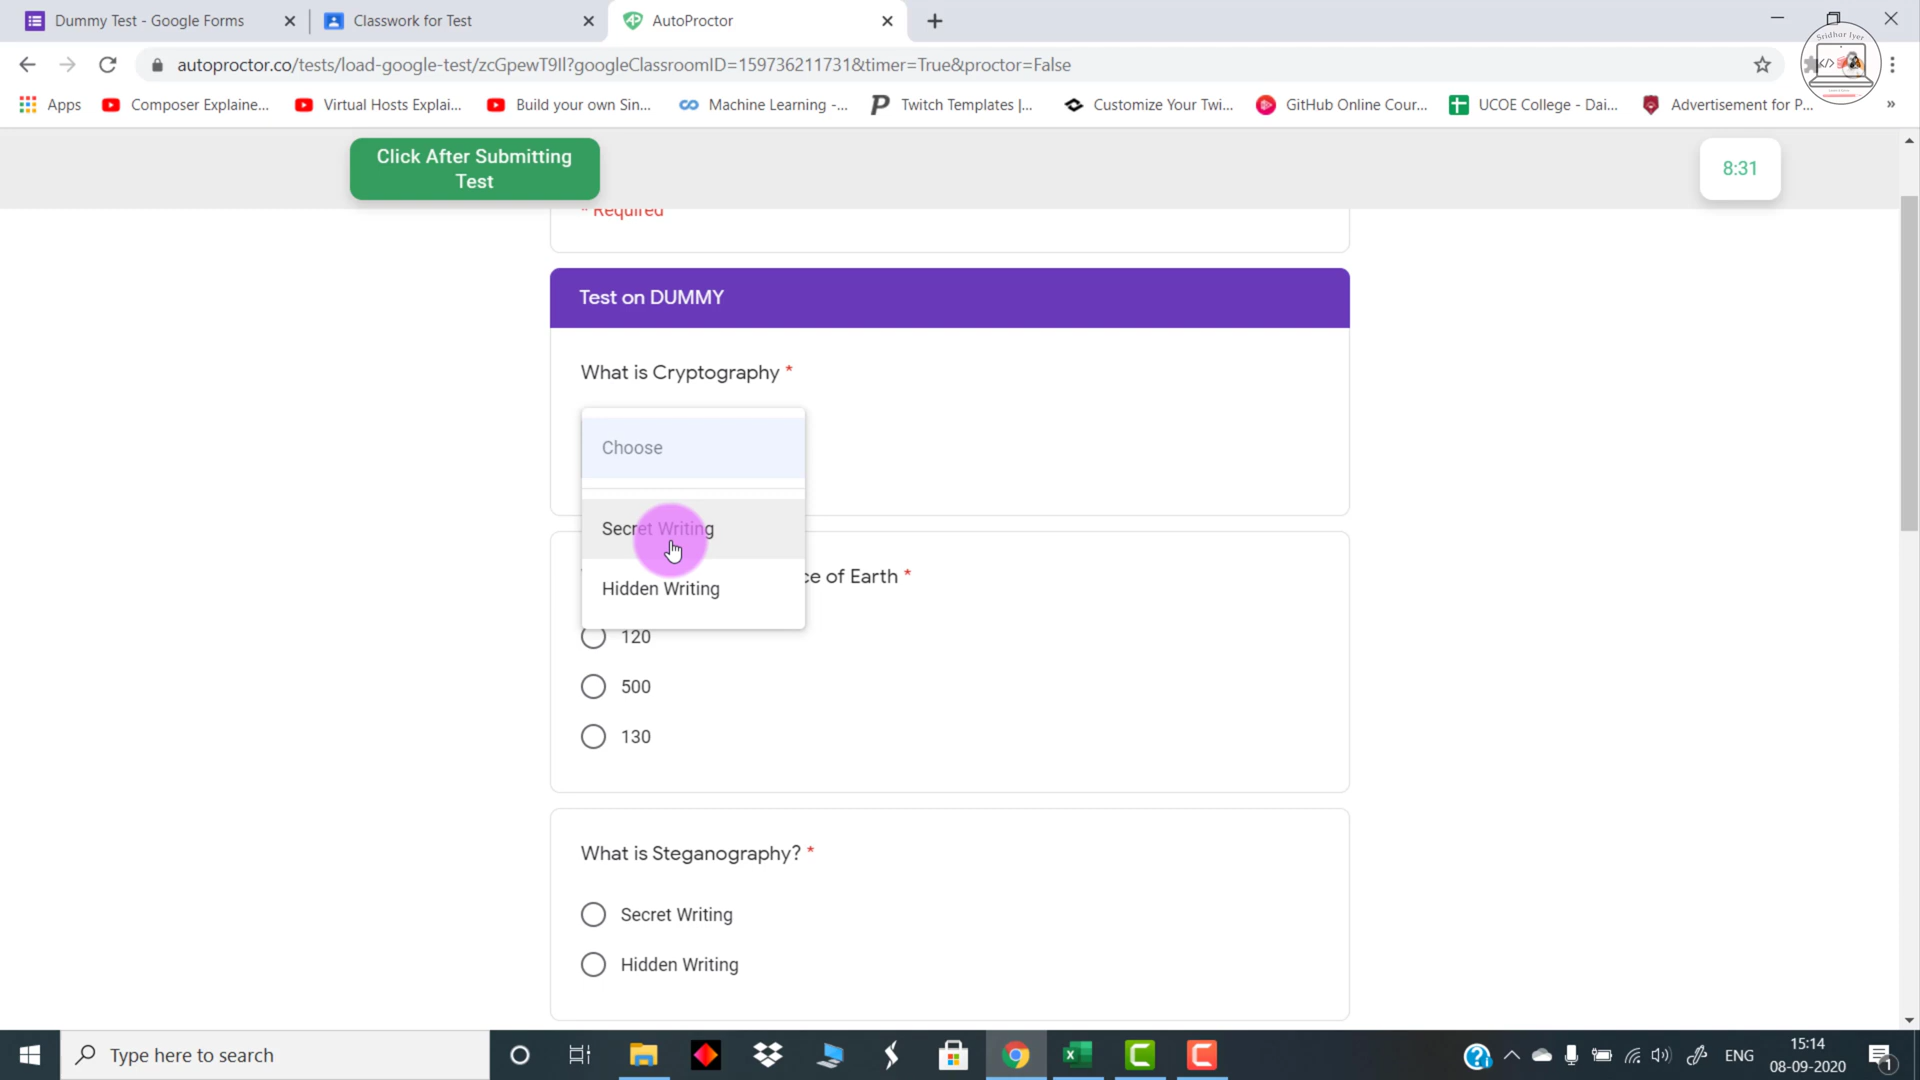 Dummy Test - Google Forms
Classwork for Test
AutoProctor
autoproctor.co/tests/load-google-test/zcGpewT9Il?googleClassroomID=159736211731&timer=True&proctor=False
Sridhar Iyer
Apps
Composer Explaine...
Virtual Hosts Explai...
Build your own Sin...
Machine Learning -...
Twitch Templates |...
Customize Your Twi...
GitHub Online Cour...
UCOE College - Dai...
Advertisement for P...
»
Click After Submitting
Test
8:31
* Required
Test on DUMMY
What is Cryptography *
Choose
Secret Writing
Hidden Writing
ce of Earth *
120
500
130
What is Steganography? *
Secret Writing
Hidden Writing
Type here to search
ENG
15:14
08-09-2020
1